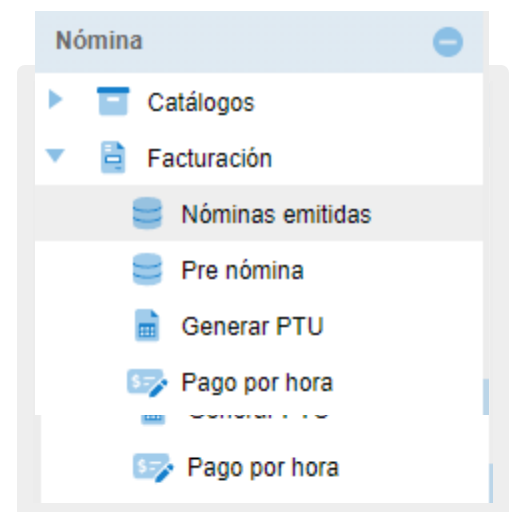 Nómina
Catálogos
Facturación
Nóminas emitidas
Pre nómina
Generar PTU
Pago por hora
Pago por hora